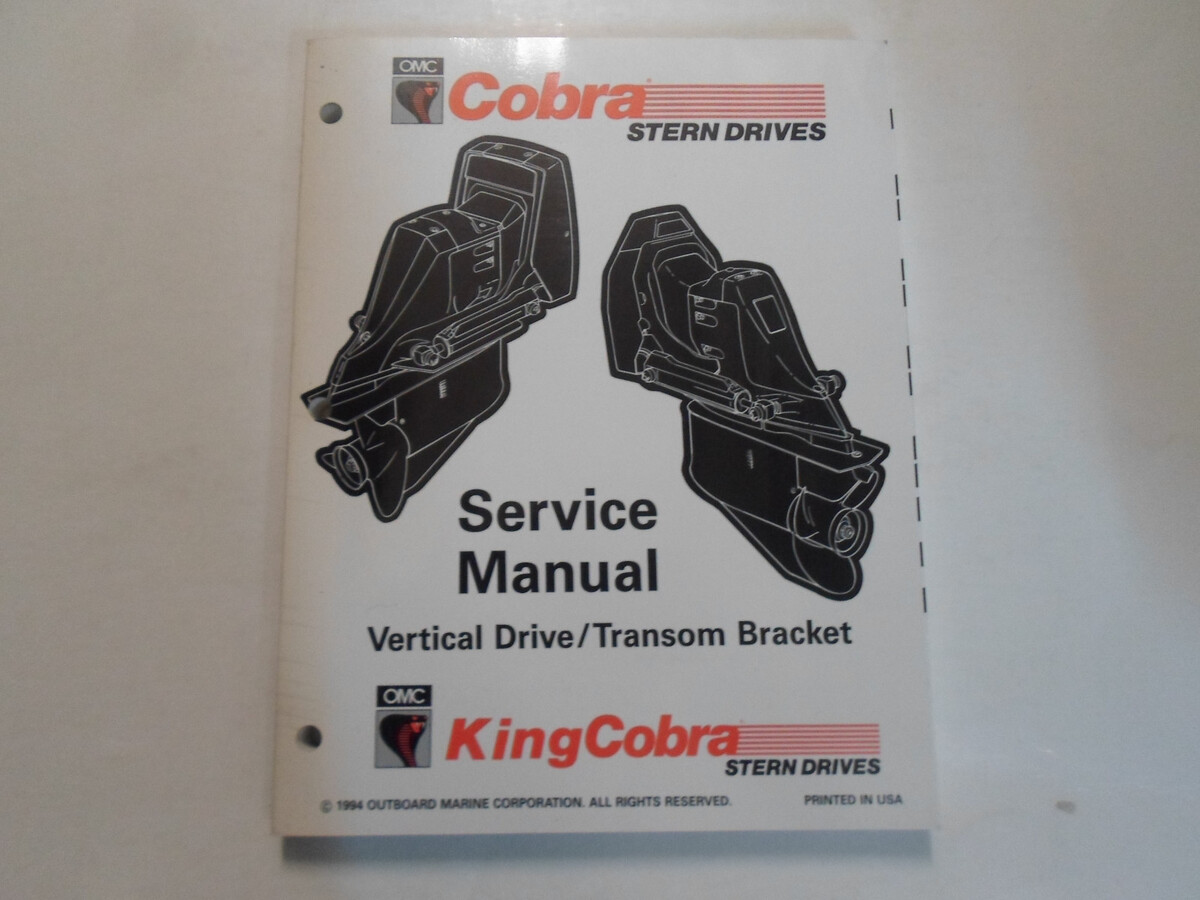 OMC
Cobra
STERN DRIVES
Service
Manual
Vertical Drive/Transom Bracket
OMC
KingCobra
STERN DRIVES
© 1994 OUTBOARD MARINE CORPORATION. ALL RIGHTS RESERVED. PRINTED IN USA